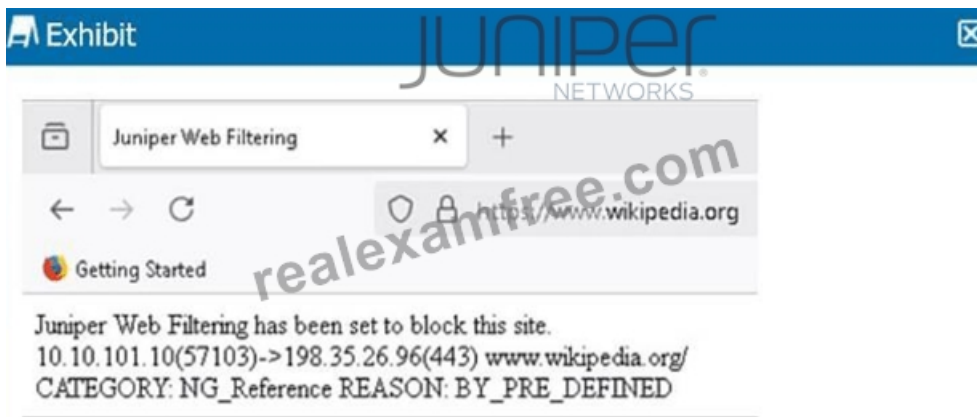 Exhibit
JUNIPER
NETWORKS
Juniper Web Filtering
https://www.wikipedia.org
Getting Started
realexamfree.com
Juniper Web Filtering has been set to block this site.
10.10.101.10(57103)->198.35.26.96(443) www.wikipedia.org/
CATEGORY: NG_Reference REASON: BY_PRE_DEFINED